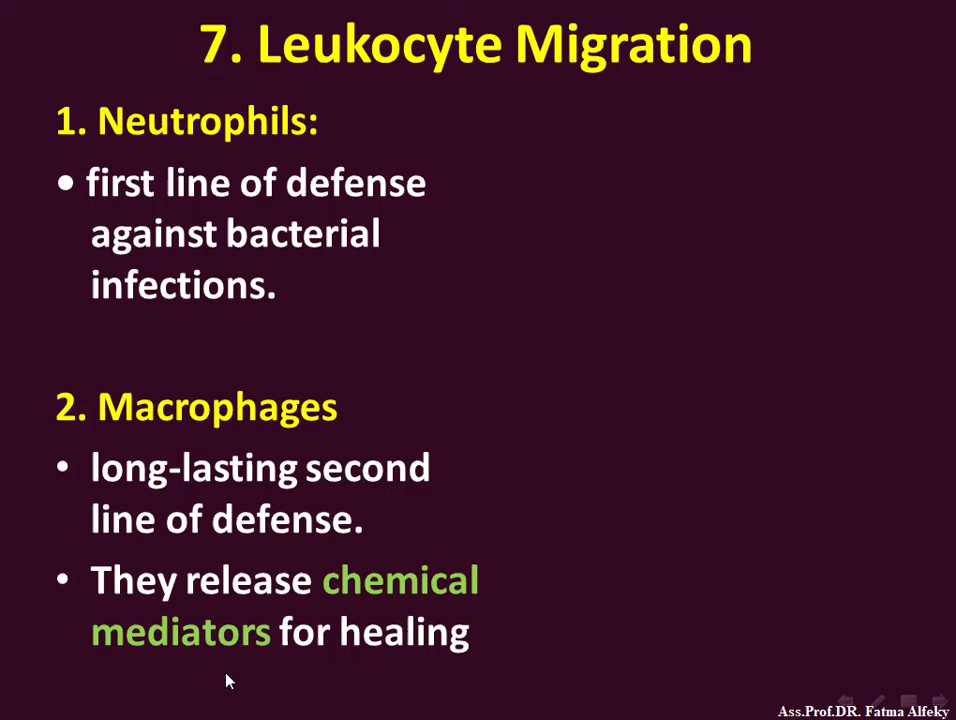 7. Leukocyte Migration
1. Neutrophils:
• first line of defense
against bacterial
infections.
2. Macrophages
• long-lasting second
line of defense.
• They release chemical
mediators for healing
Ass.Prof.DR. Fatma Alfeky